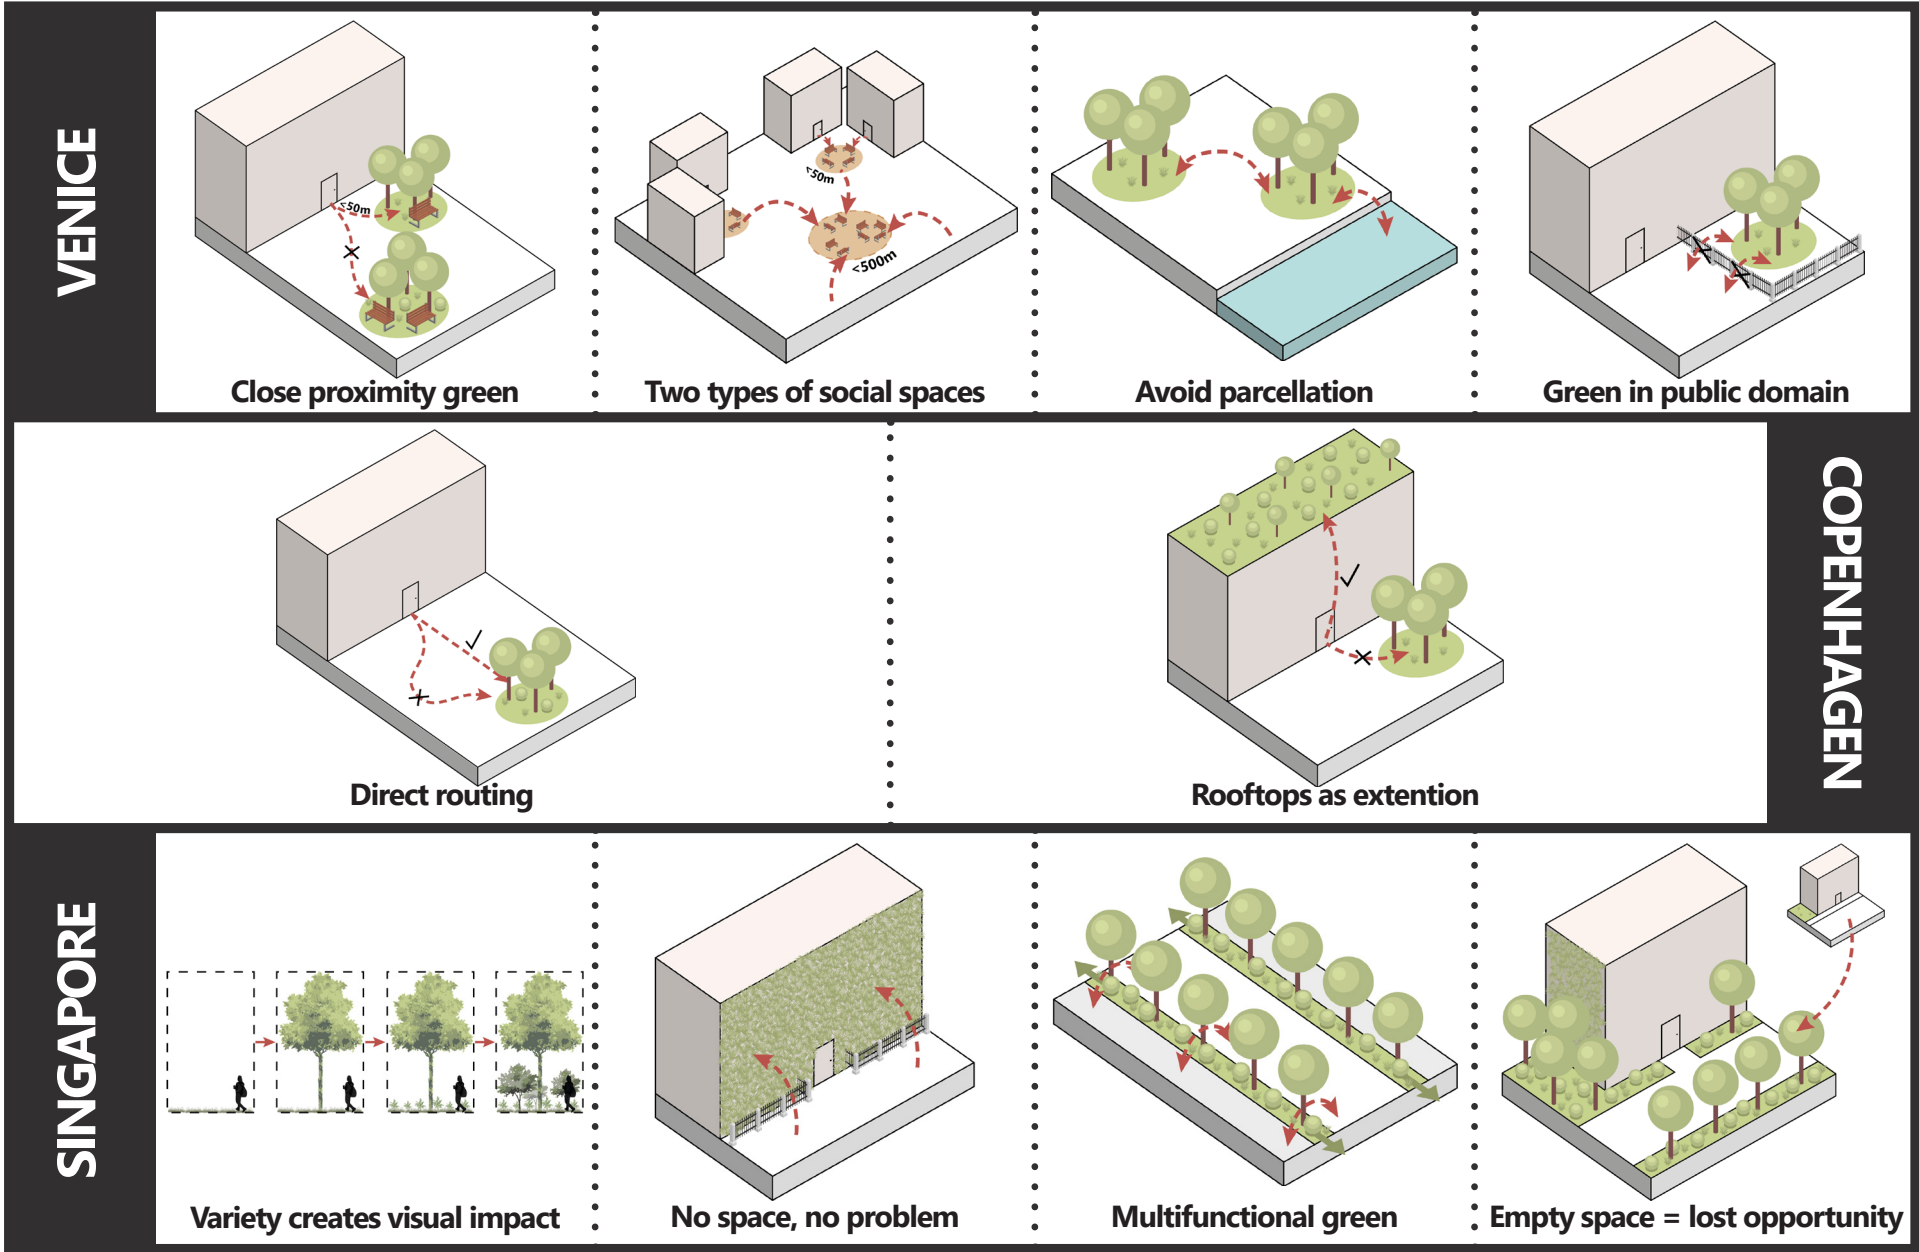 VENICE
<50m
Close proximity green
<50m
<500m
Two types of social spaces
Avoid parcellation
Green in public domain
COPENHAGEN
Direct routing
Rooftops as extention
SINGAPORE
Variety creates visual impact
No space, no problem
Multifunctional green
Empty space = lost opportunity